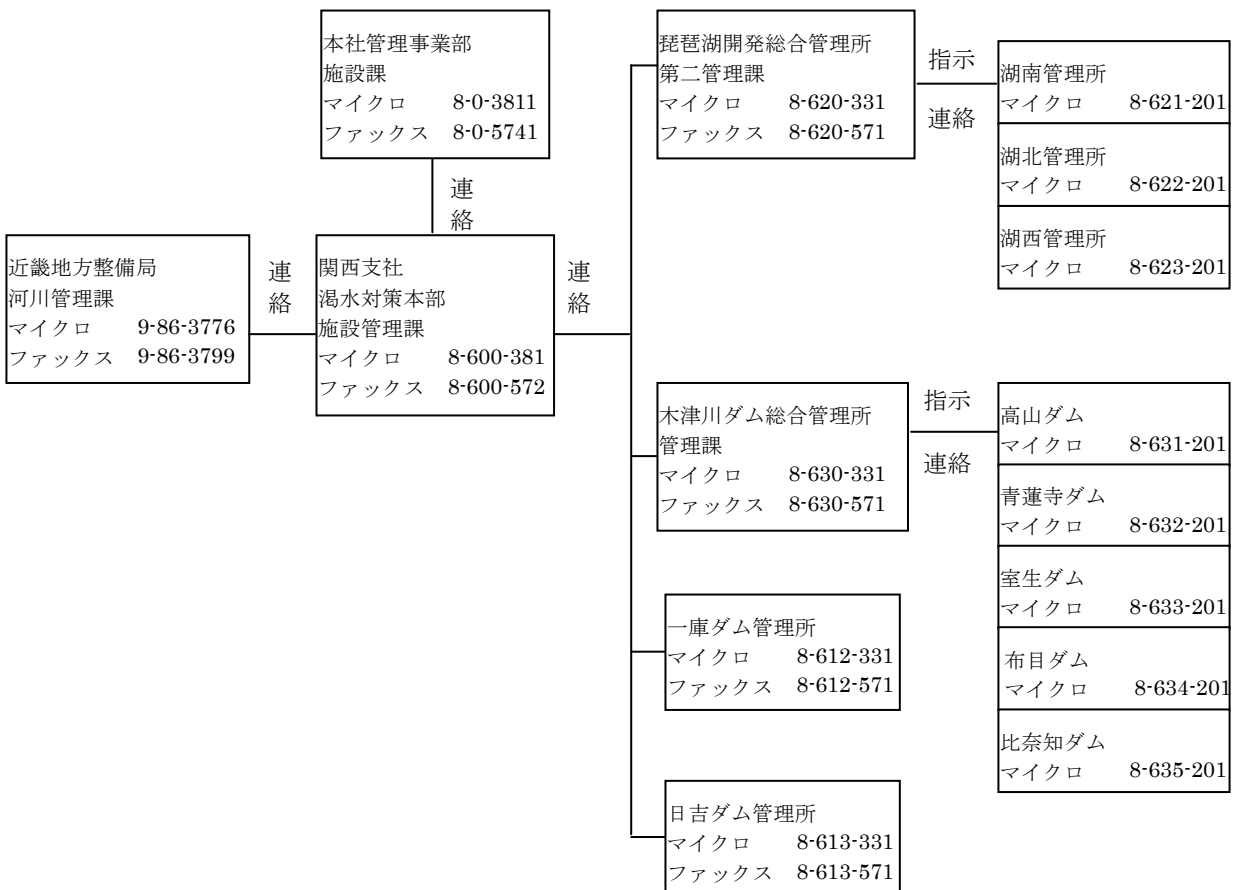 本社管理事業部
施設課
マイクロ 8-0-3811
ファックス 8-0-5741
連
絡
近畿地方整備局
河川管理課
マイクロ 9-86-3776
ファックス 9-86-3799
連
絡
関西支社
渇水対策本部
施設管理課
マイクロ 8-600-381
ファックス 8-600-572
連
絡
琵琶湖開発総合管理所
第二管理課
マイクロ 8-620-331
ファックス 8-620-571
指示
連絡
湖南管理所
マイクロ 8-621-201
湖北管理所
マイクロ 8-622-201
湖西管理所
マイクロ 8-623-201
木津川ダム総合管理所
管理課
マイクロ 8-630-331
ファックス 8-630-571
指示
連絡
高山ダム
マイクロ 8-631-201
青蓮寺ダム
マイクロ 8-632-201
室生ダム
マイクロ 8-633-201
布目ダム
マイクロ 8-634-201
比奈知ダム
マイクロ 8-635-201
一庫ダム管理所
マイクロ 8-612-331
ファックス 8-612-571
日吉ダム管理所
マイクロ 8-613-331
ファックス 8-613-571